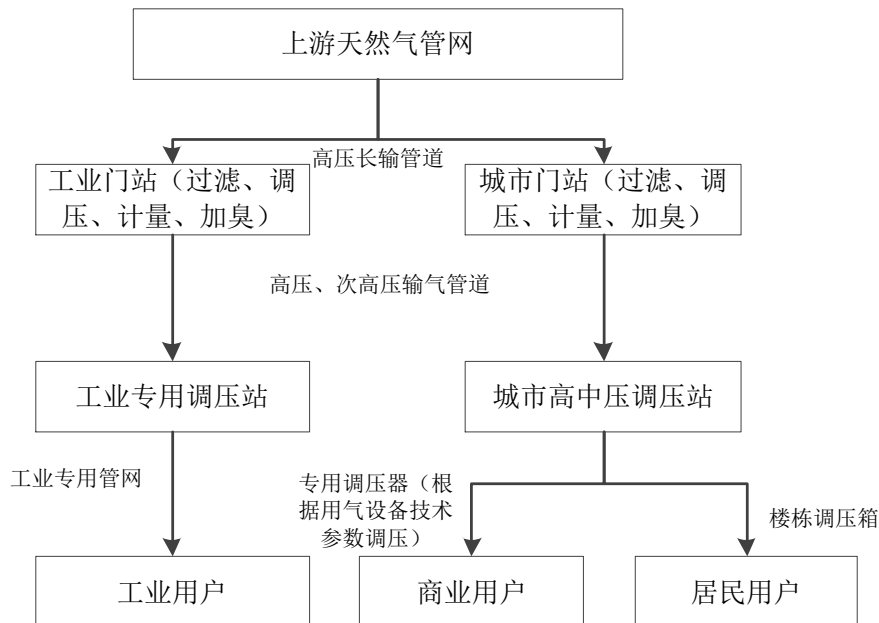 上游天然气管网
高压长输管道
工业门站（过滤、调
压、计量、加臭）
城市门站（过滤、调
压、计量、加臭）
高压、次高压输气管道
工业专用调压站
城市高中压调压站
工业专用管网
专用调压器（根
据用气设备技术
参数调压）
楼栋调压箱
工业用户
商业用户
居民用户